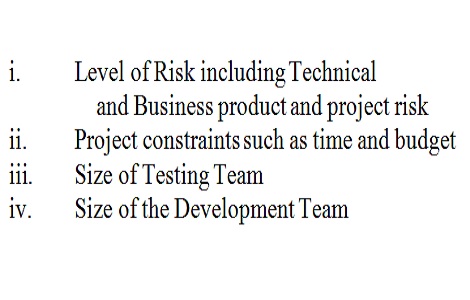 i. Level of Risk including Technical
and Business product and project risk
ii. Project constraints such as time and budget
iii. Size of Testing Team
iv. Size of the Development Team